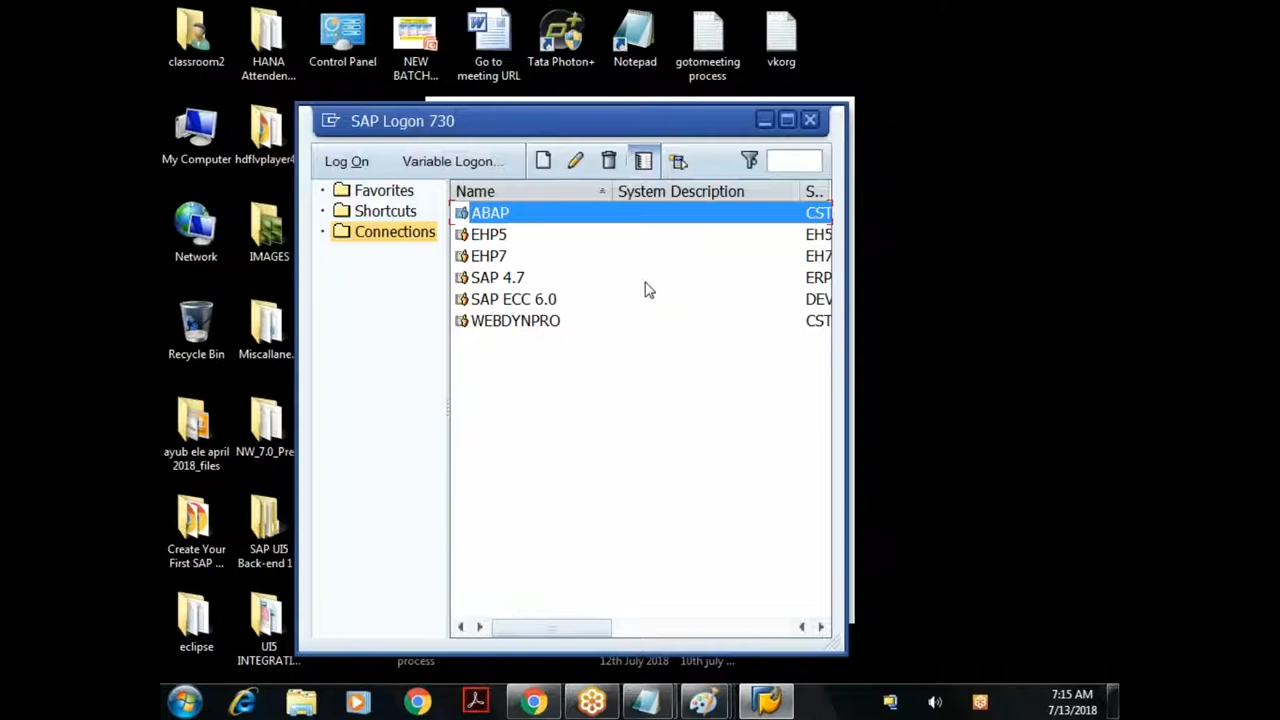 classroom2
HANA
Attenden...
Control Panel
NEW
BATCH...
Go to
meeting URL
Tata Photon+
Notepad
gotomeeting
process
vkorg
My Computer
hdflvplayer4
Network
IMAGES
Recycle Bin
Miscallane.
ayub ele april
2018_files
NW_7.0_Pre
Create Your
First SAP ...
SAP UI5
Back-end 1
eclipse
UI5
INTEGRATI...
SAP Logon 730
Log On
Variable Logon...
Favorites
Shortcuts
Connections
Name
System Description
S..
ABAP
CST
EHP5
EH5
EHP7
EH7
SAP 4.7
ERP
SAP ECC 6.0
DEV
WEBDYNPRO
CST
process
12th July 2018
10th july ...
7:15 AM
7/13/2018